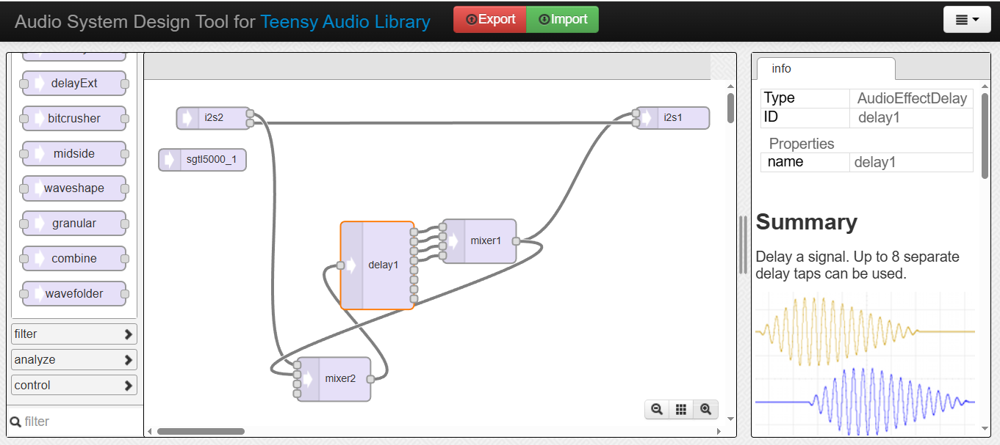 Audio System Design Tool for Teensy Audio Library
Export
Import
delayExt
bitcrusher
midside
waveshape
granular
combine
wavefolder
filter
analyze
control
filter
i2s2
i2s1
sgtl5000_1
delay1
mixer1
mixer2
info
Type AudioEffectDelay
ID delay1
Properties
name delay1
Summary
Delay a signal. Up to 8 separate
delay taps can be used.